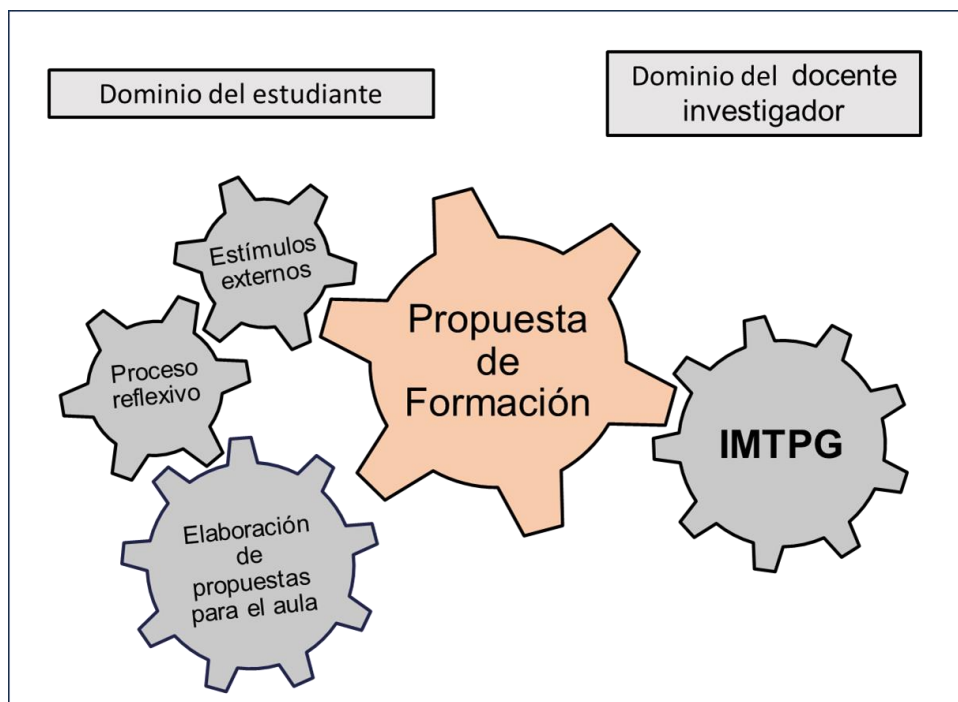 Dominio del estudiante
Dominio del docente
investigador
Estímulos
externos
Proceso
reflexivo
Elaboración
de
propuestas
para el aula
Propuesta
de
Formación
IMTPG